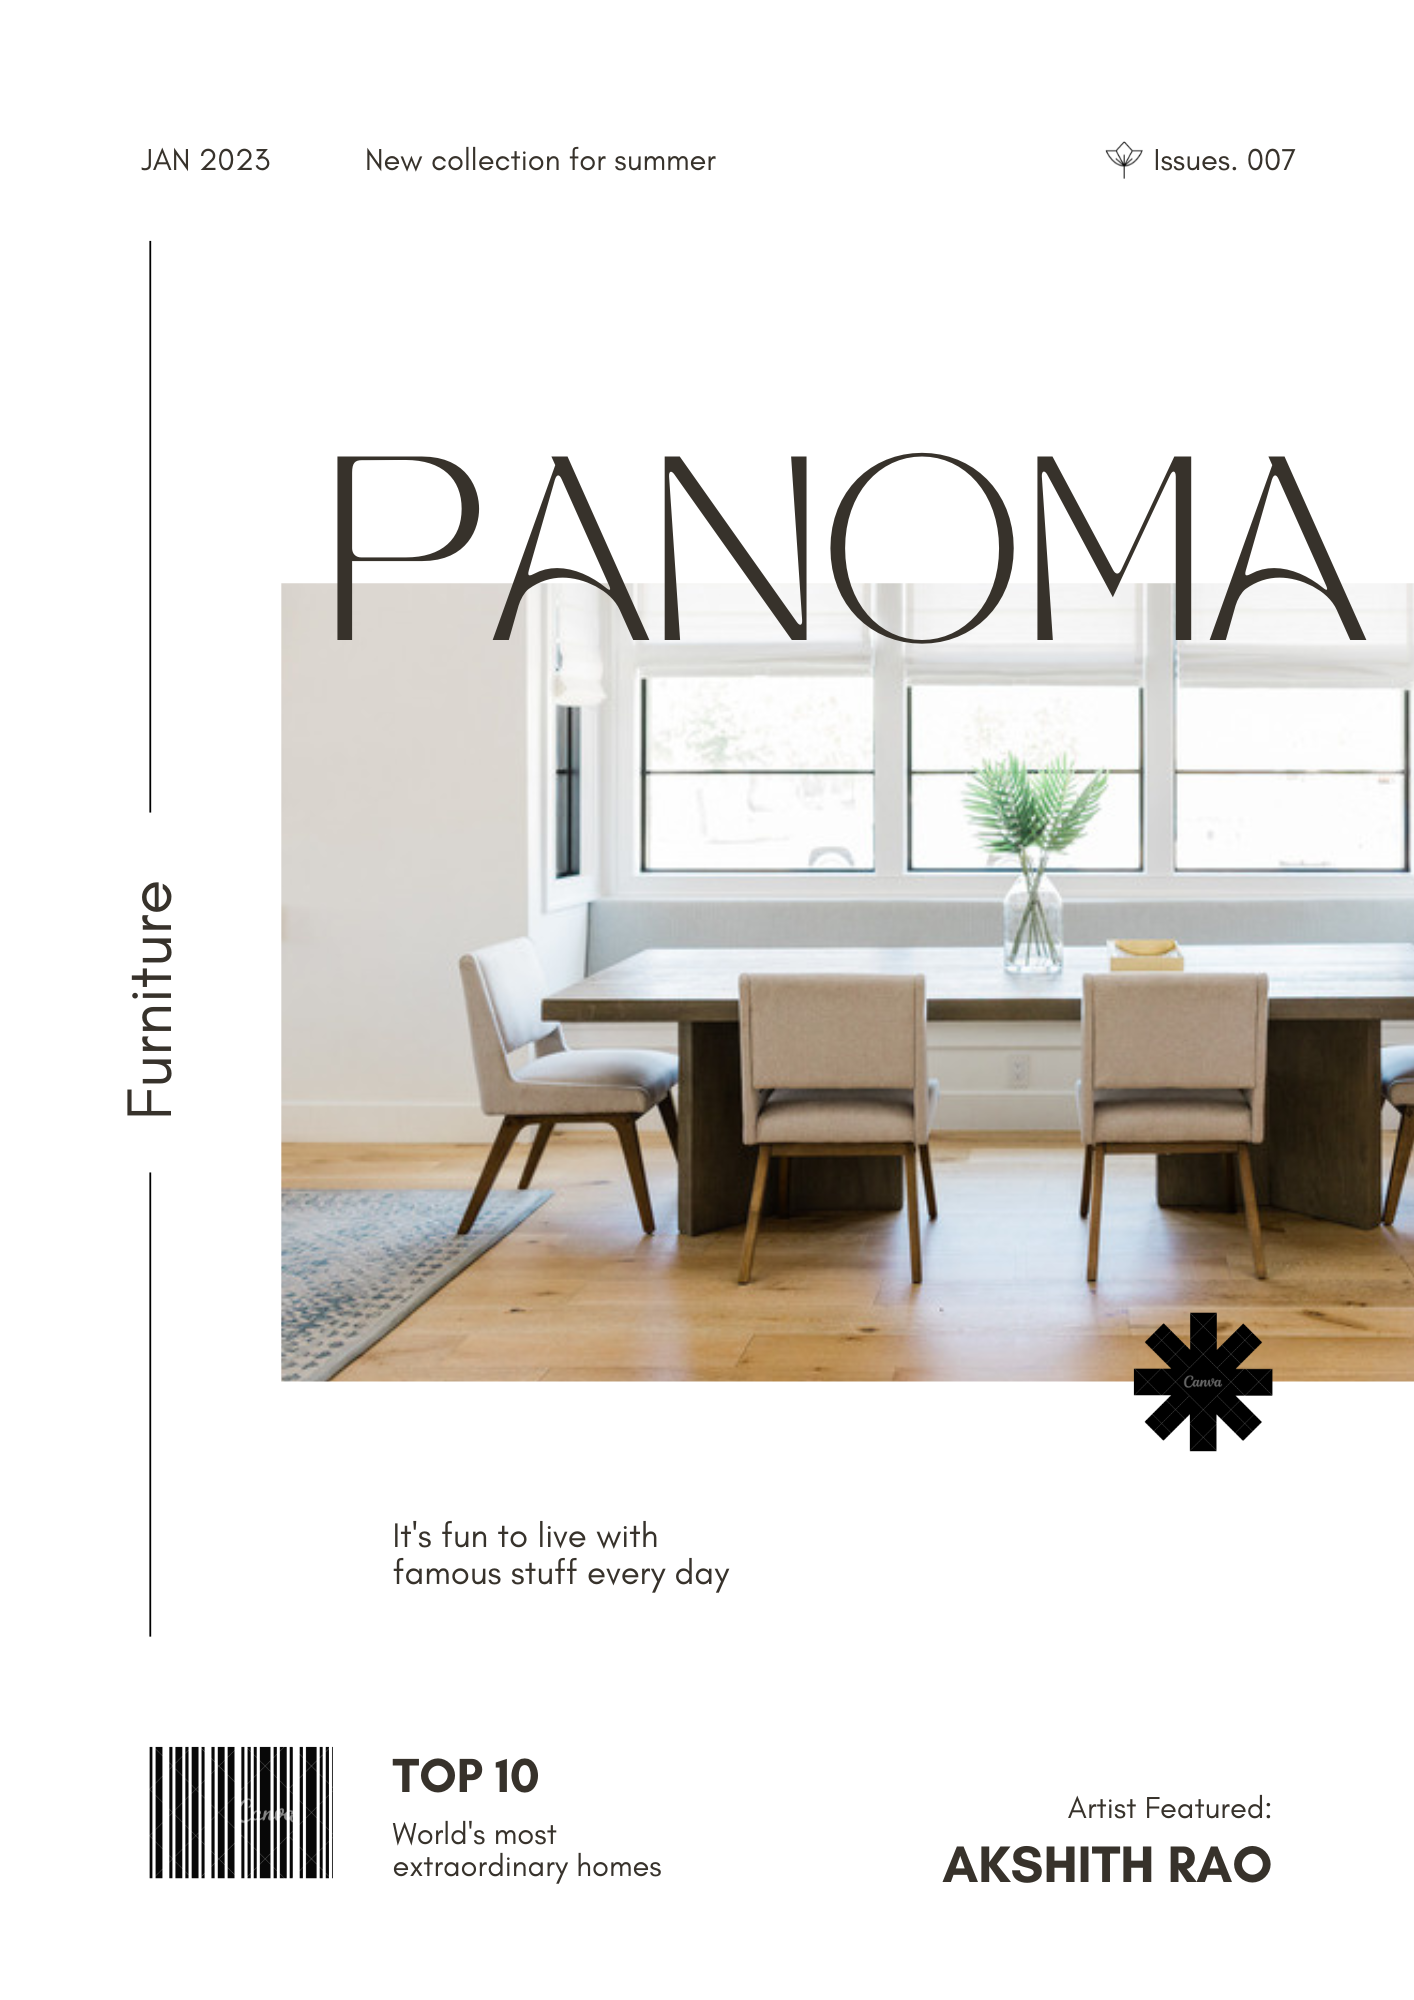 JAN 2023
New collection for summer
Issues. 007
PANOMA
Furniture
Canva
It's fun to live with
famous stuff every day
Canva
TOP 10
World's most
extraordinary homes
Artist Featured:
AKSHITH RAO